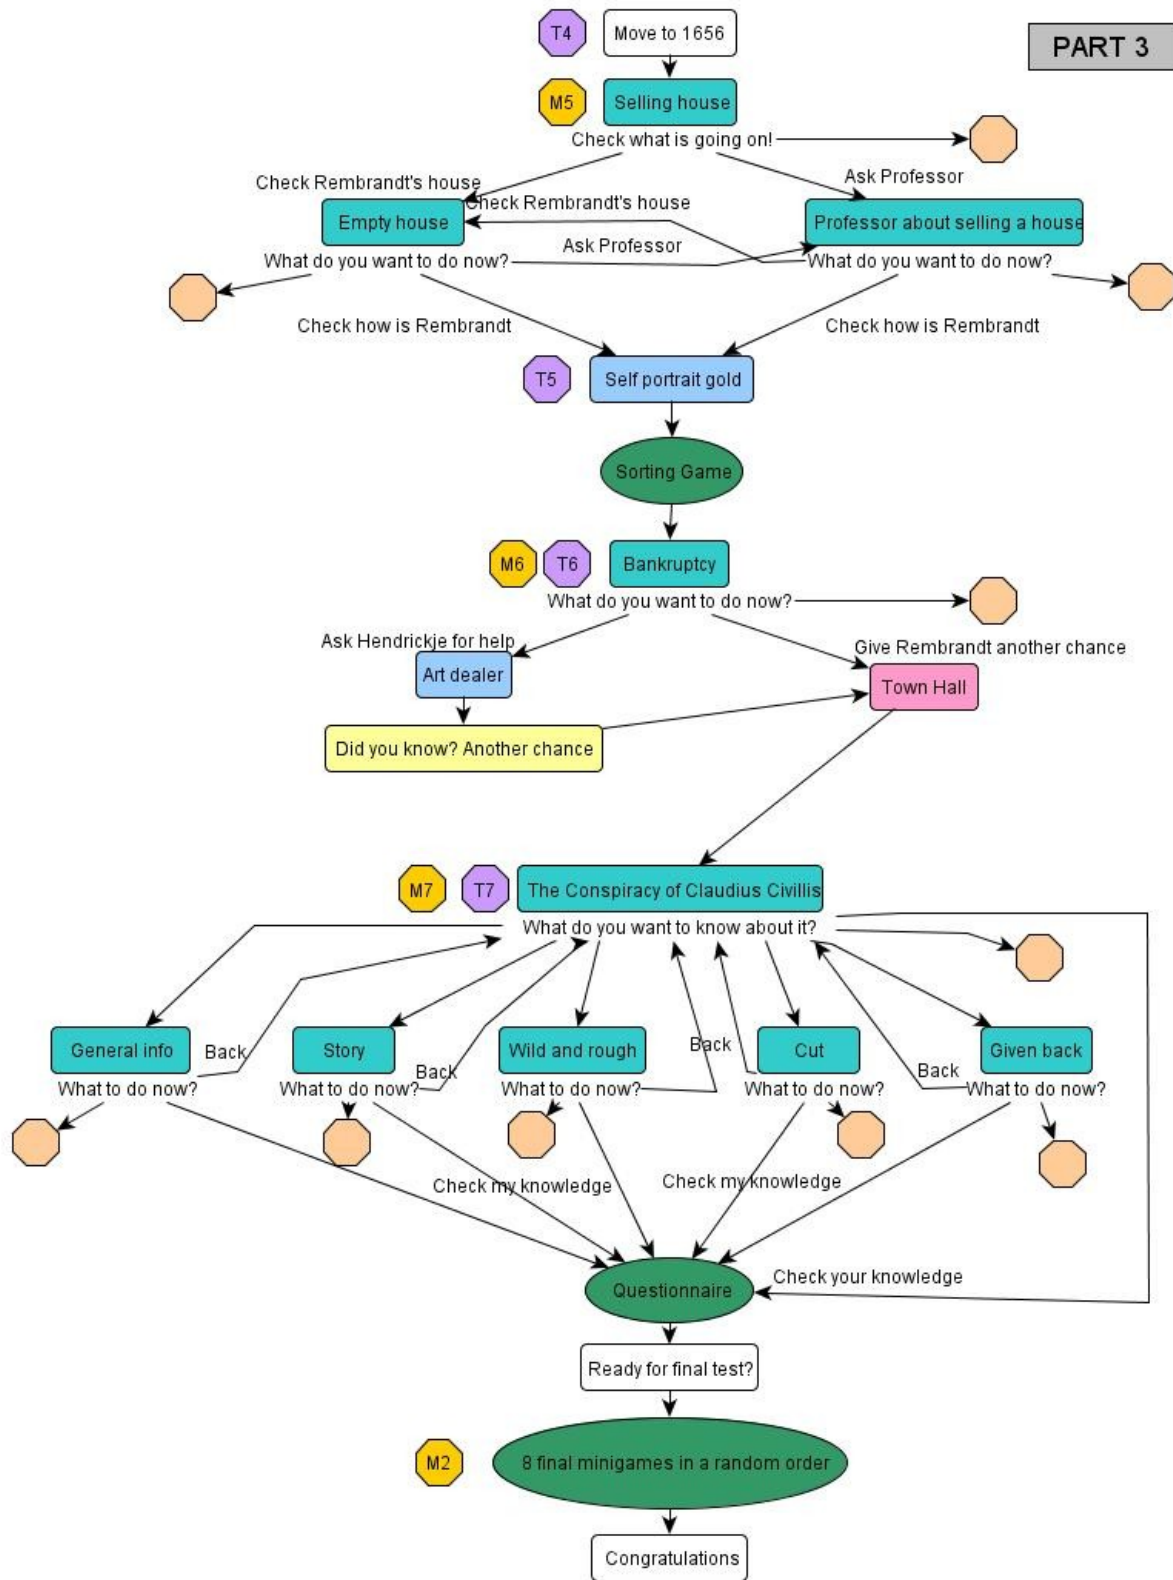 T4
Move to 1656
PART 3
M5
Selling house
Check what is going on!
Check Rembrandt's house
Ask Professor
Check Rembrandt's house
Empty house
Professor about selling a house
Ask Professor
What do you want to do now?
What do you want to do now?
Check how is Rembrandt
Check how is Rembrandt
T5
Self portrait gold
Sorting Game
M6
T6
Bankruptcy
What do you want to do now?
Ask Hendrickje for help
Give Rembrandt another chance
Art dealer
Town Hall
Did you know? Another chance
M7
T7
The Conspiracy of Claudius Civillis
What do you want to know about it?
General info
Back
Story
Back
Wild and rough
Back
Cut
Back
Given back
What to do now?
What to do now?
What to do now?
What to do now?
What to do now?
Check my knowledge
Check my knowledge
Check your knowledge
Questionnaire
Ready for final test?
M2
8 final minigames in a random order
Congratulations